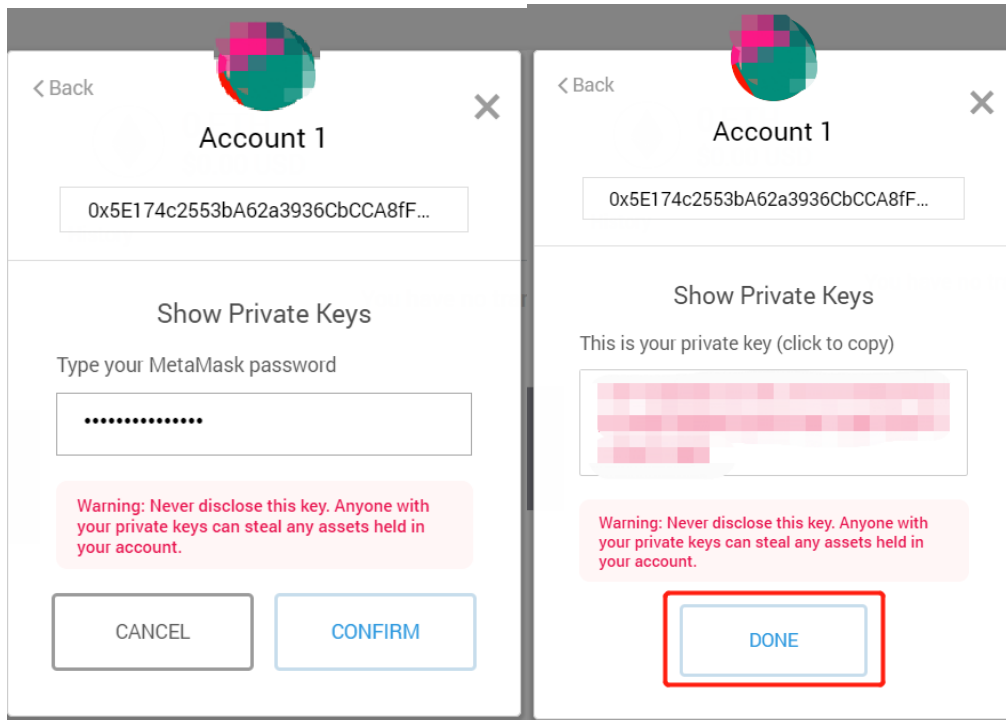 Back
Account 1
0x5E174c2553bA62a3936CbCCA8fF...
Show Private Keys
Type your MetaMask password
•••••••••••••••
Warning: Never disclose this key. Anyone with
your private keys can steal any assets held in
your account.
CANCEL
CONFIRM
Back
Account 1
0x5E174c2553bA62a3936CbCCA8fF...
Show Private Keys
This is your private key (click to copy)
Warning: Never disclose this key. Anyone with
your private keys can steal any assets held in
your account.
DONE